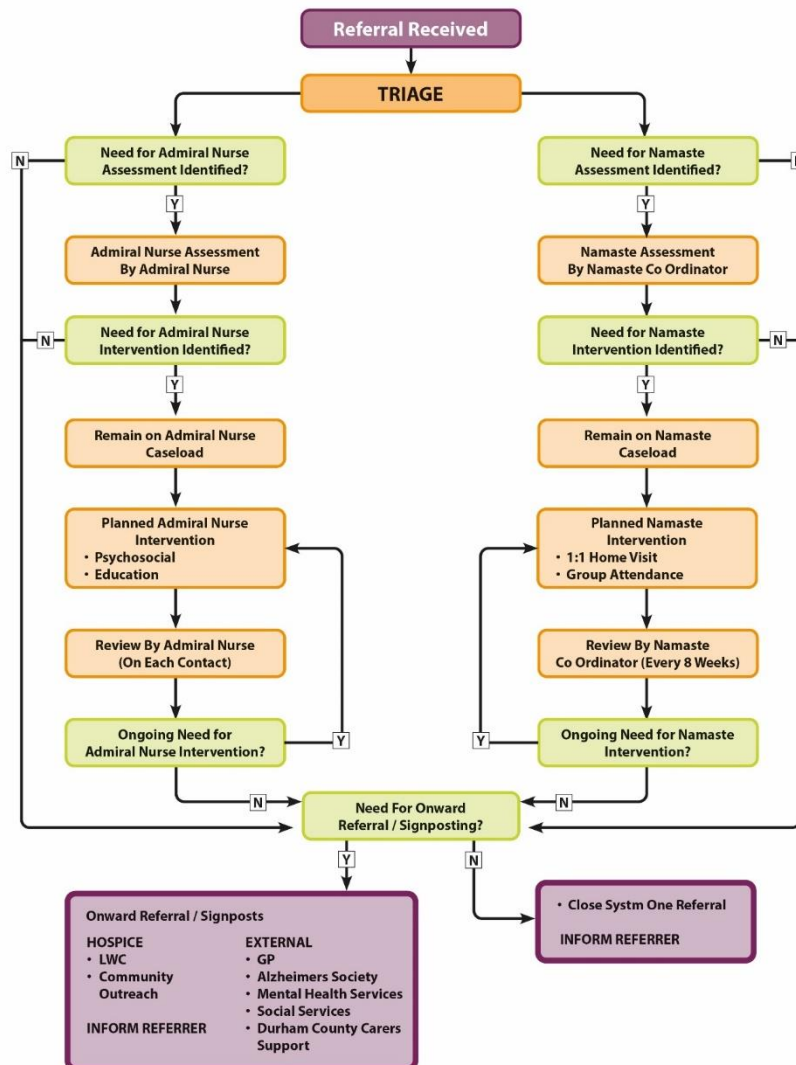 Referral Received
TRIAGE
Need for Admiral Nurse
Assessment Identified?
N
Y
Admiral Nurse Assessment
By Admiral Nurse
Need for Admiral Nurse
Intervention Identified?
N
Y
Remain on Admiral Nurse
Caseload
Planned Admiral Nurse
Intervention
• Psychosocial
• Education
Review By Admiral Nurse
(On Each Contact)
Ongoing Need for
Admiral Nurse Intervention?
Y
N
Need for Namaste
Assessment Identified?
Y
Namaste Assessment
By Namaste Co Ordinator
Need for Namaste
Intervention Identified?
N
Y
Remain on Namaste
Caseload
Planned Namaste
Intervention
• 1:1 Home Visit
• Group Attendance
Review By Namaste
Co Ordinator (Every 8 Weeks)
Ongoing Need for Namaste
Intervention?
Y
N
Need For Onward
Referral / Signposting?
Y
N
Onward Referral / Signposts
HOSPICE
• LWC
• Community
Outreach
INFORM REFERRER
EXTERNAL
• GP
• Alzheimers Society
• Mental Health Services
• Social Services
• Durham County Carers
Support
• Close Systm One Referral
INFORM REFERRER